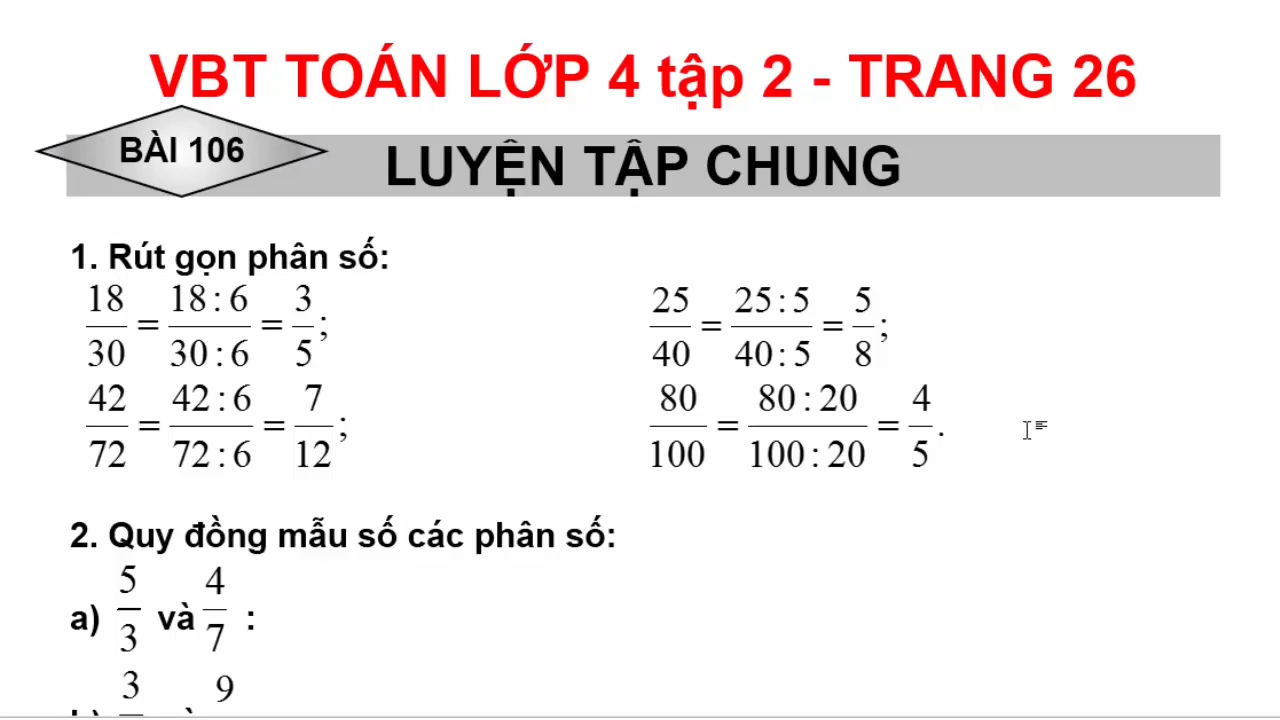 VBT TOÁN LỚP 4 tập 2 - TRANG 26
BÀI 106
LUYỆN TẬP CHUNG
1. Rút gọn phân số:
18/30 = 18 : 6/30 : 6 = 3/5;
25/40 = 25 : 5/40 : 5 = 5/8;
42/72 = 42 : 6/72 : 6 = 7/12;
80/100 = 80 : 20/100 : 20 = 4/5.
2. Quy đồng mẫu số các phân số:
a) 5/3 và 4/7 :
3 9